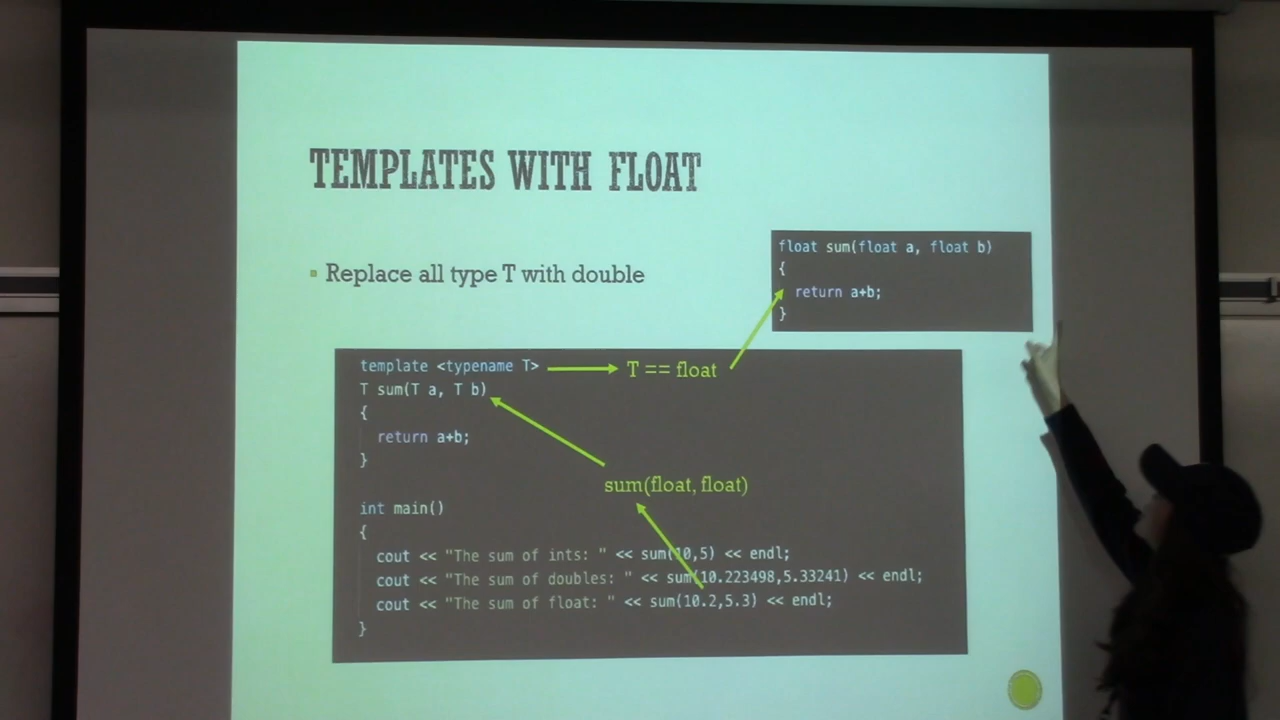 TEMPLATES WITH FLOAT
Replace all type T with double
float sum(float a, float b)
{
return a+b;
}
template <typename T>
T == float
T sum(T a, T b)
{
return a+b;
}
sum(float, float)
int main()
{
cout << "The sum of ints: " << sum(10,5) << endl;
cout << "The sum of doubles: " << sum(10.223498,5.33241) << endl;
cout << "The sum of float: " << sum(10.2,5.3) << endl;
}